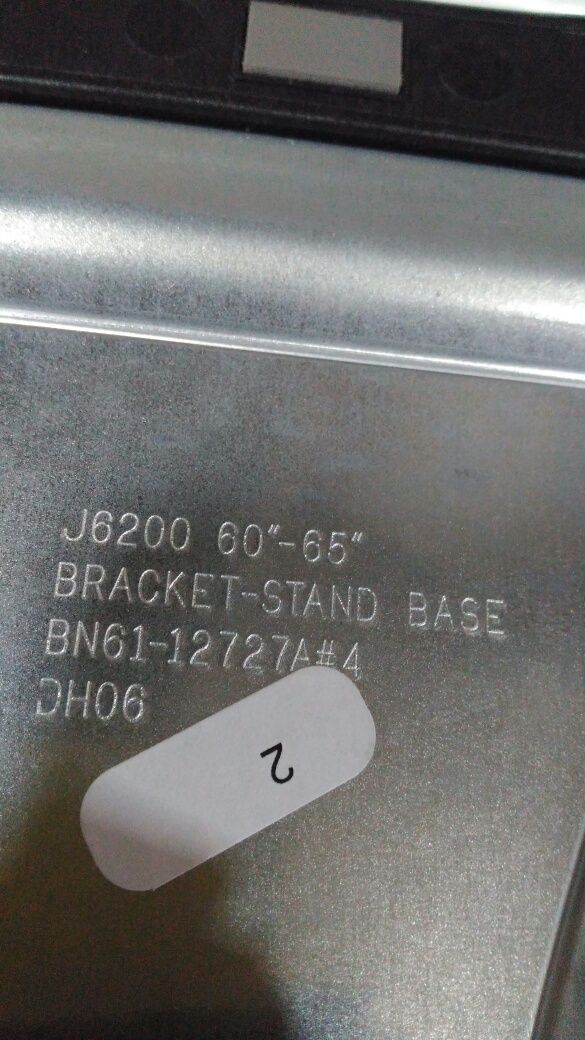 J6200 60"-65"
BRACKET-STAND BASE
BN61-12727A#4
DH06
2